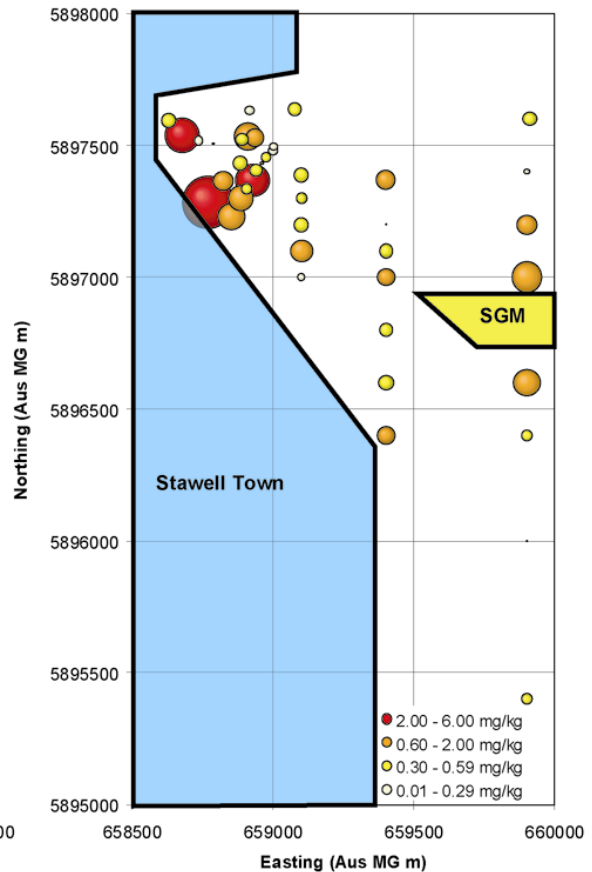 5898000
5897500
5897000
SGM
5896500
Northing (Aus MG m)
Stawell Town
5896000
5895500
2.00 - 6.00 mg/kg
0.60 - 2.00 mg/kg
0.30 - 0.59 mg/kg
0.01 - 0.29 mg/kg
5895000
00
658500 659000 659500 660000
Easting (Aus MG m)